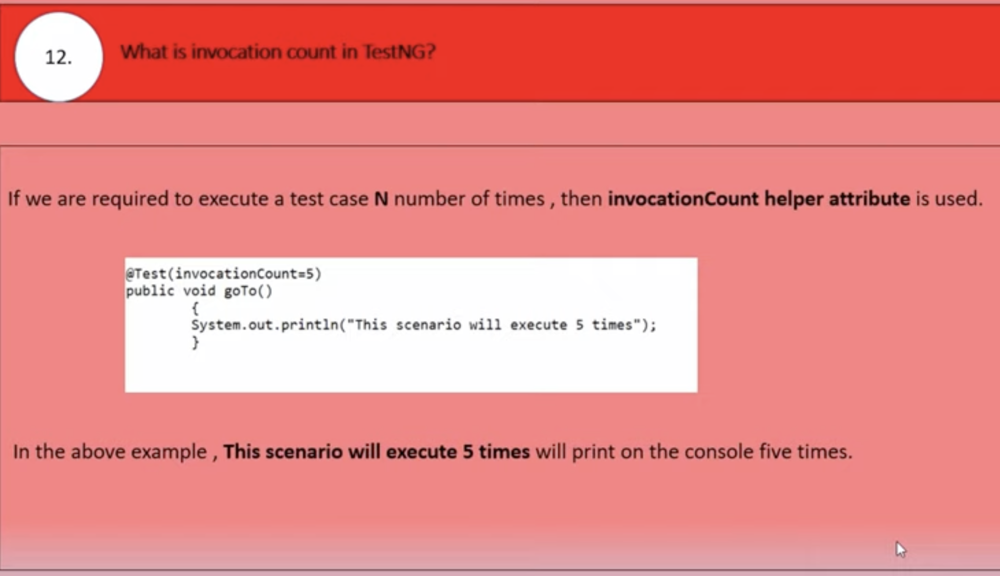 12.
What is invocation count in TestNG?
If we are required to execute a test case N number of times , then invocationCount helper attribute is used.
@Test(invocationCount=5)
public void goTo()
{
System.out.println("This scenario will execute 5 times");
}
In the above example , This scenario will execute 5 times will print on the console five times.